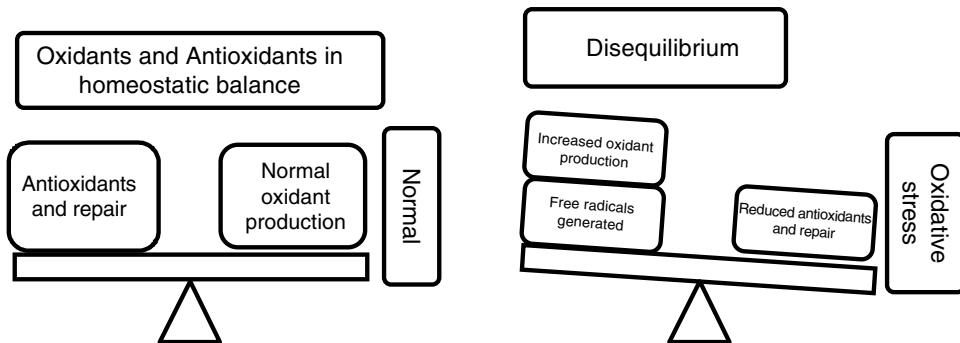 Oxidants and Antioxidants in
homeostatic balance
Antioxidants
and repair
Normal
oxidant
production
Normal
Disequilibrium
Increased oxidant
production
Free radicals
generated
Reduced antioxidants
and repair
Oxidative
stress